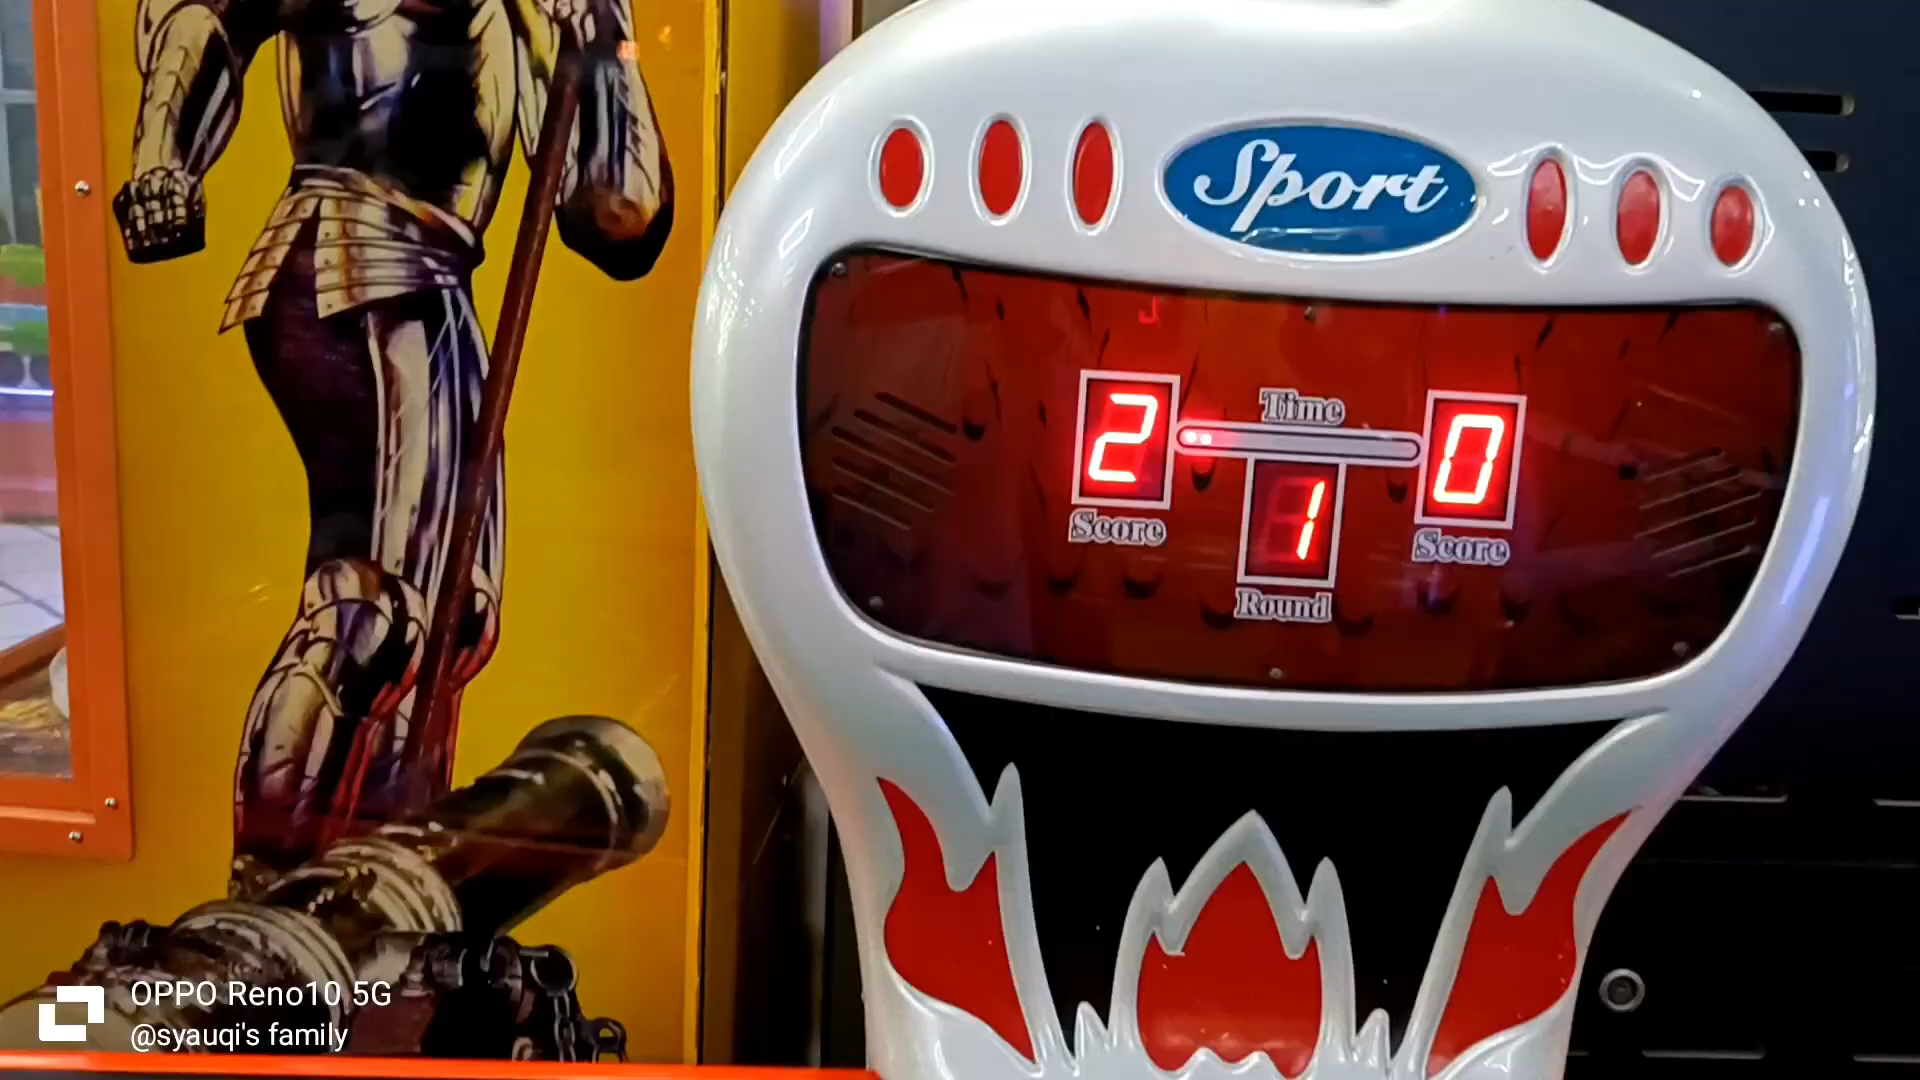 Sport
Time
2
0
1
Score
Score
Round
OPPO Reno10 5G
@syauqi's family